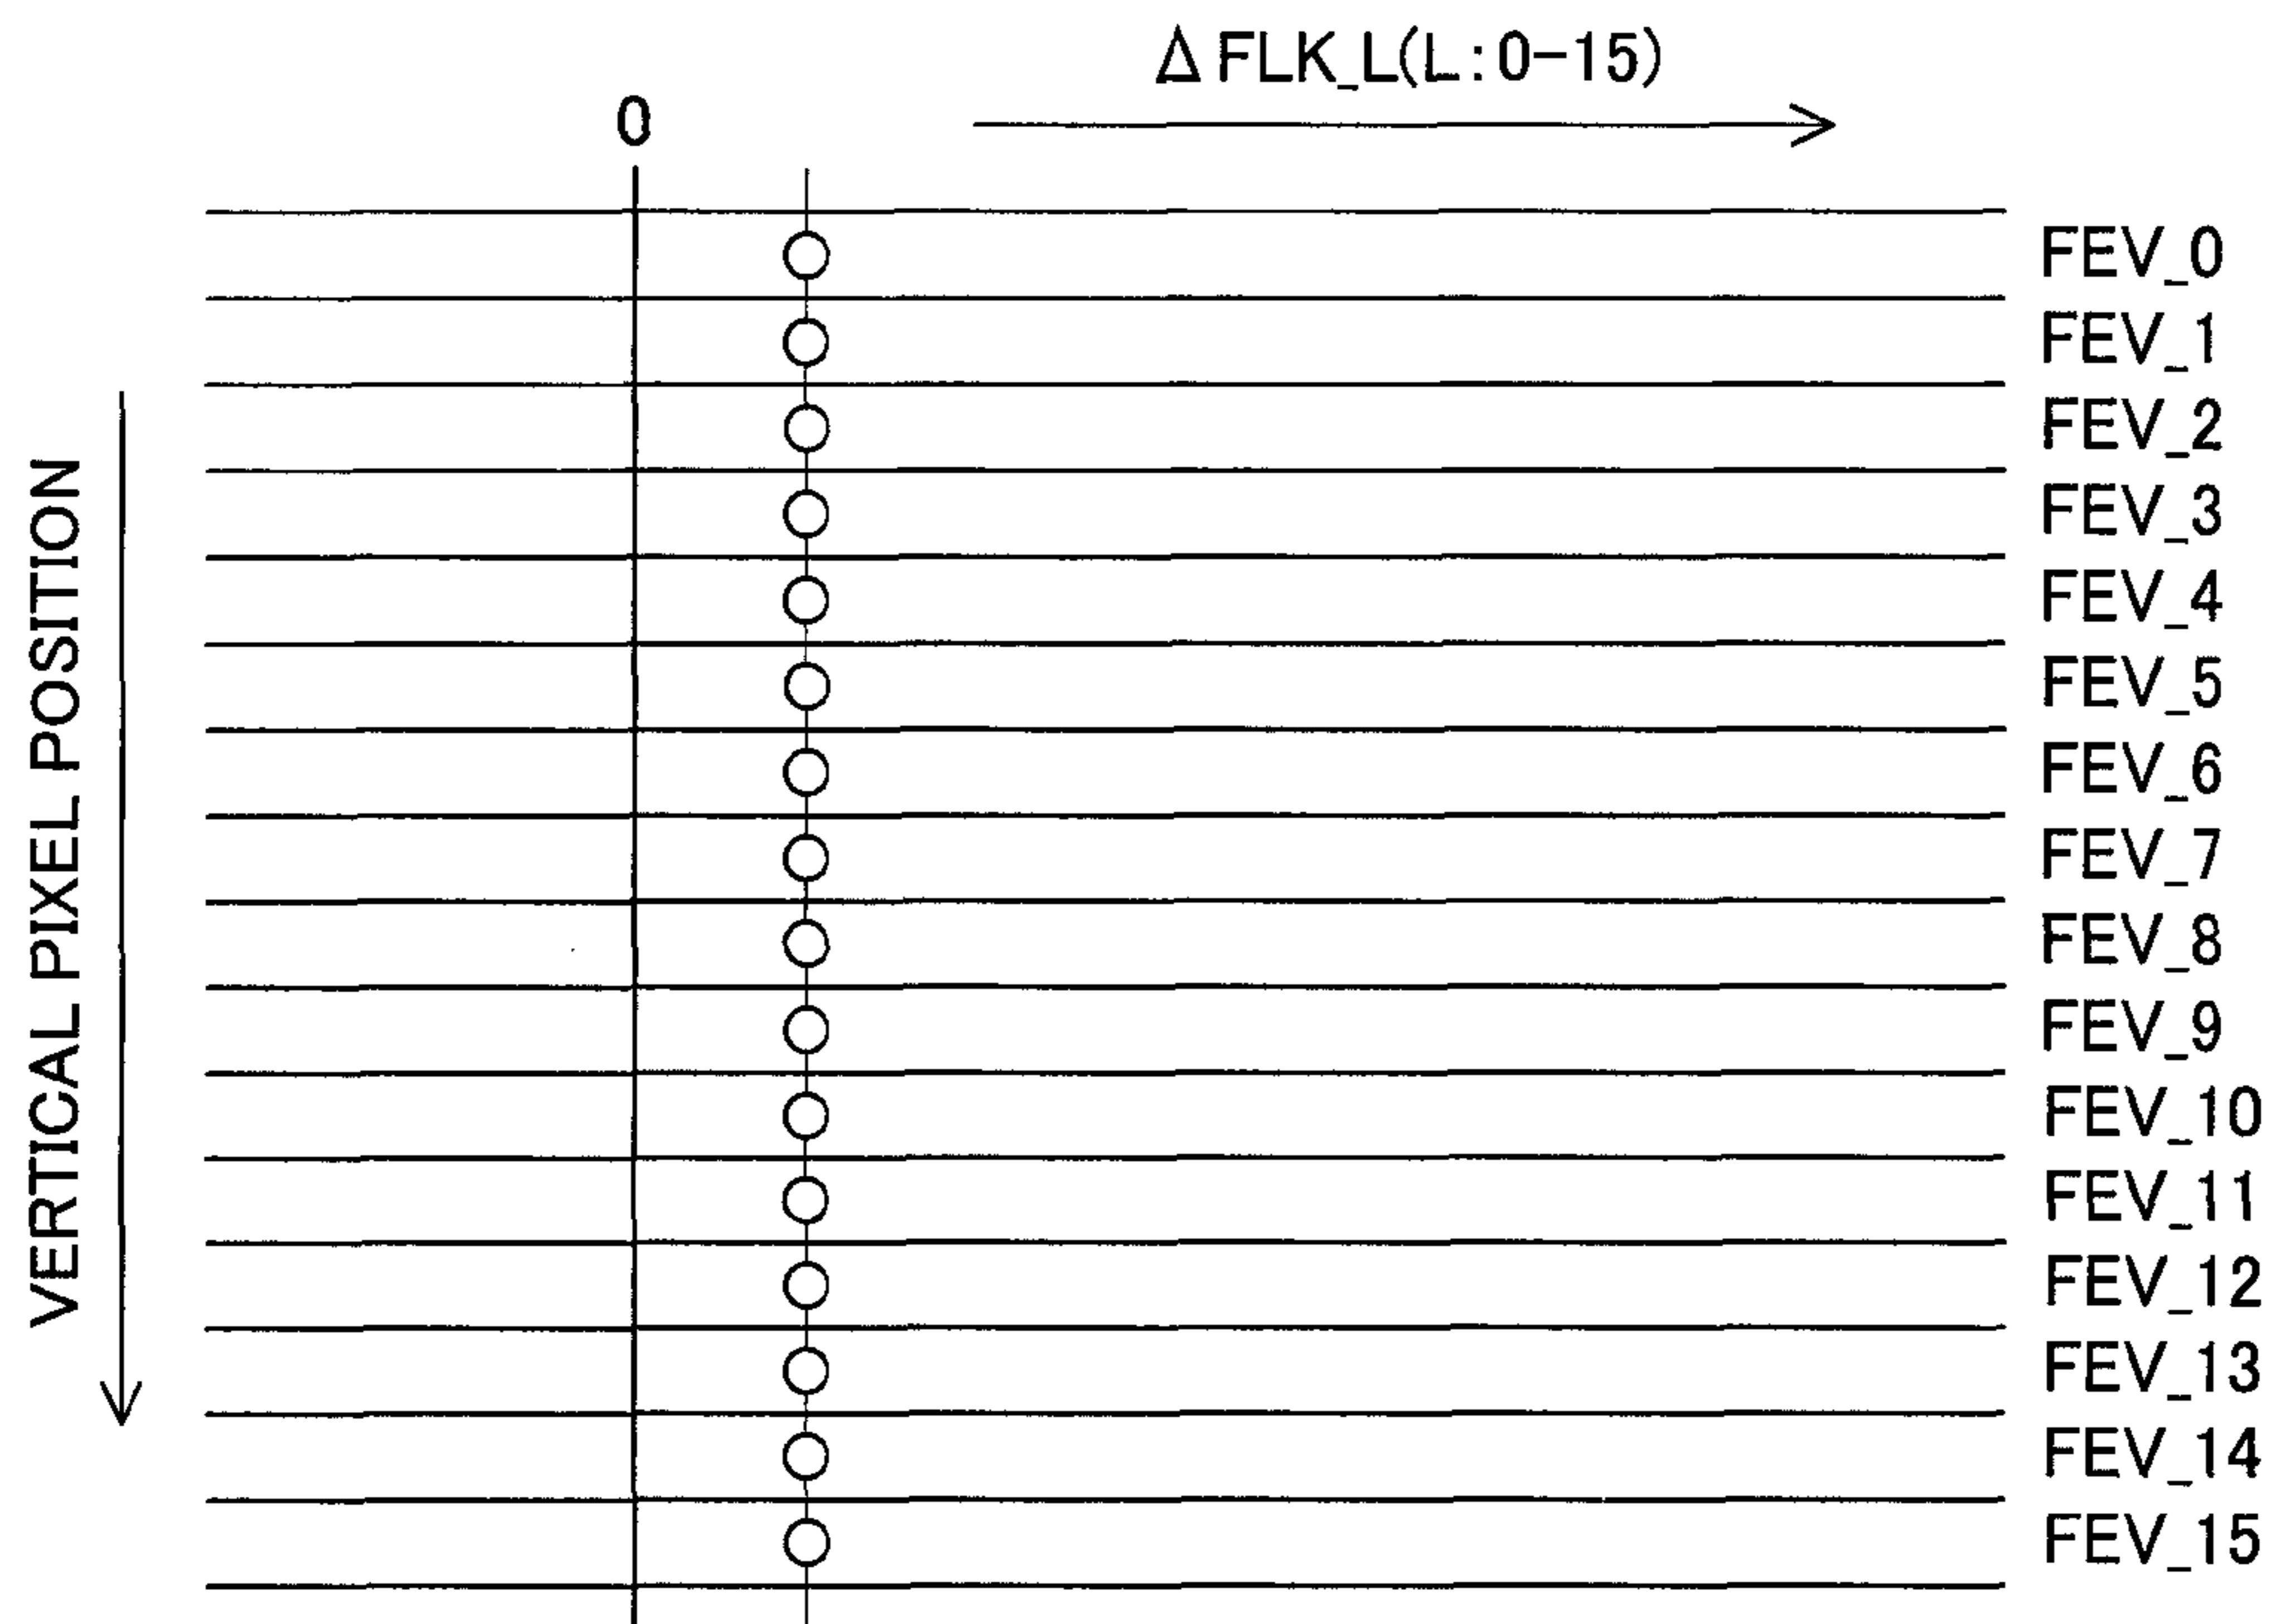 Δ FLK_L(L:0-15)
0
VERTICAL PIXEL POSITION
FEV_0
FEV_1
FEV_2
FEV_3
FEV_4
FEV_5
FEV_6
FEV_7
FEV_8
FEV_9
FEV_10
FEV_11
FEV_12
FEV_13
FEV_14
FEV_15